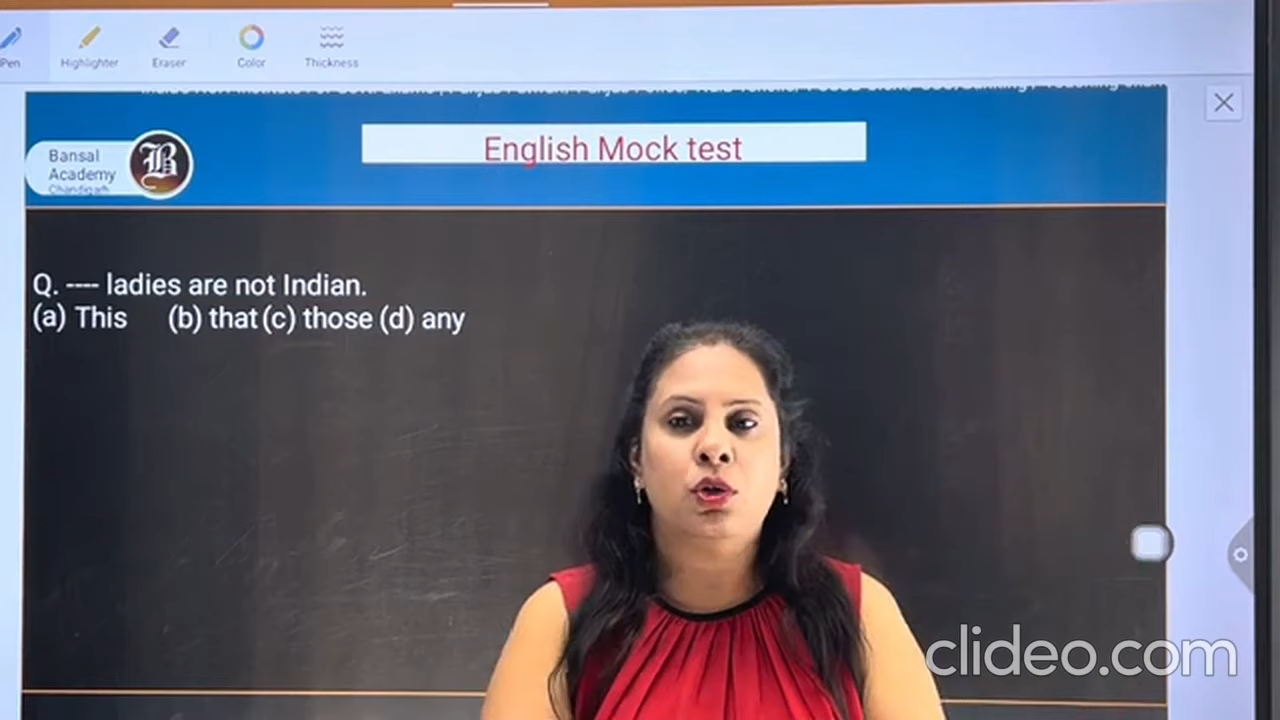 Pen Highlighter Eraser Color Thickness
English Mock test
Bansal
Academy
Chandigarh
Q. ---- ladies are not Indian.
(a) This (b) that (c) those (d) any
clideo.com